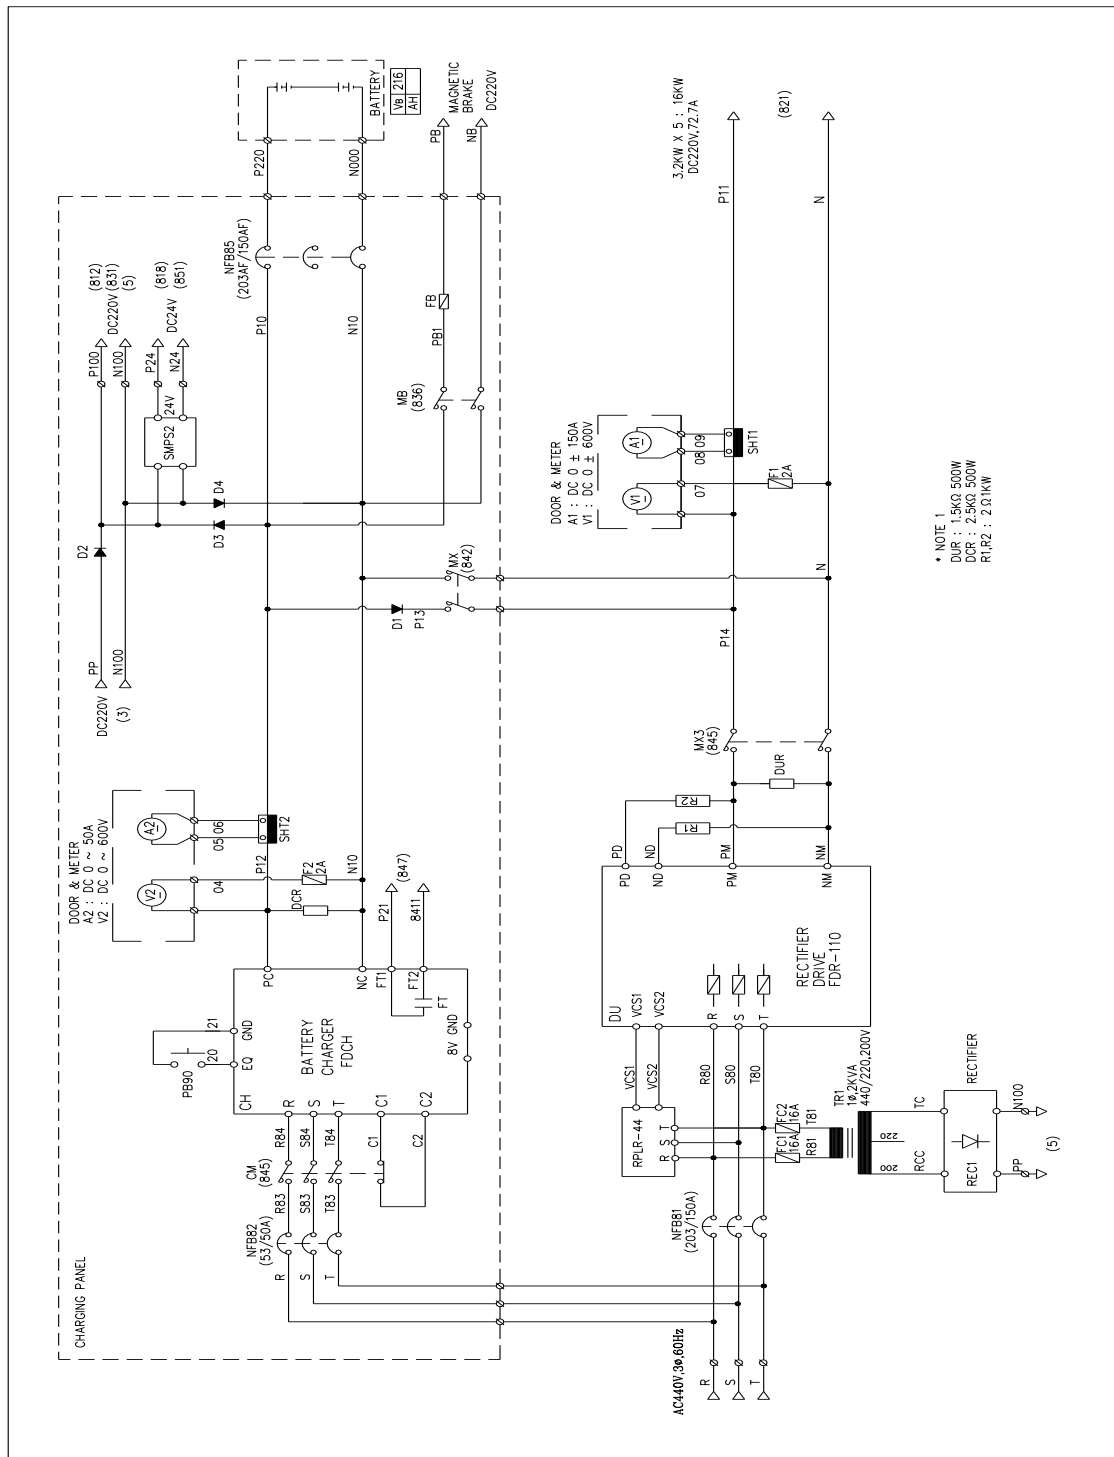 CHARGING PANEL
AC440V,3ø,60Hz
R
S
T
R
S
T
NFB82
(53/50A)
R83
S83
T83
CM
(845)
R84
S84
T84
C1
C2
CH
R
S
T
C1
C2
BATTERY
CHARGER
FDCH
EQ
GND
20
21
PB90
8V GND
PC
NC
FT1
FT2
FT
P21
8411
(847)
DOOR & METER
A2 : DC 0 ~ 50A
V2 : DC 0 ~ 600V
V2
A2
04
05 06
DCR
F2
2A
P12
N10
SHT2
DC220V
(3)
PP
N100
D2
D3
D4
SMPS2
24V
P100
N100
P24
N24
(812)
DC220V (831)
(5)
(818)
DC24V (851)
D1
P13
MX
(842)
MB
(836)
PB1
FB
P10
N10
NFB85
(203AF/150AF)
P220
N000
BATTERY
VB 216
AH
PB
NB
MAGNETIC
BRAKE
DC220V
NFB81
(203/150A)
RPLR-44
R S T
VCS1
VCS2
R80
S80
T80
FC1
16A
FC2
16A
R81
T81
TR1
1ø,2KVA
440/220,200V
200
220
RCC
TC
RECTIFIER
REC1
PP
N100
(5)
DU
VCS1
VCS2
R
S
T
RECTIFIER
DRIVE
FDR-110
PD
ND
PM
NM
PD
ND
PM
NM
R1
R2
DUR
MX3
(845)
P14
N
DOOR & METER
A1 : DC 0 ± 150A
V1 : DC 0 ± 600V
V1
A1
07
08 09
SHT1
F1
2A
P11
N
3.2KW X 5 : 16KW
DC220V,72.7A
(821)
* NOTE 1
DUR : 1.5KΩ 500W
DCR : 2.5KΩ 500W
R1,R2 : 2Ω1KW